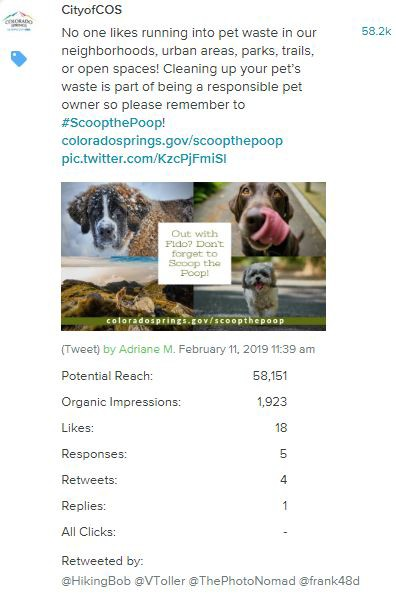 COLORADO
SPRINGS
CityofCOS
58.2k
No one likes running into pet waste in our
neighborhoods, urban areas, parks, trails,
or open spaces! Cleaning up your pet's
waste is part of being a responsible pet
owner so please remember to
#ScoopthePoop!
coloradosprings.gov/scoopthepoop
pic.twitter.com/KzcPjFmiSl
Out with
Fido? Don't
forget to
Scoop the
Poop!
coloradosprings.gov/scoopthepoop
(Tweet) by Adriane M. February 11, 2019 11:39 am
Potential Reach: 58,151
Organic Impressions: 1,923
Likes: 18
Responses: 5
Retweets: 4
Replies: 1
All Clicks: -
Retweeted by:
@HikingBob @VToller @ThePhotoNomad @frank48d